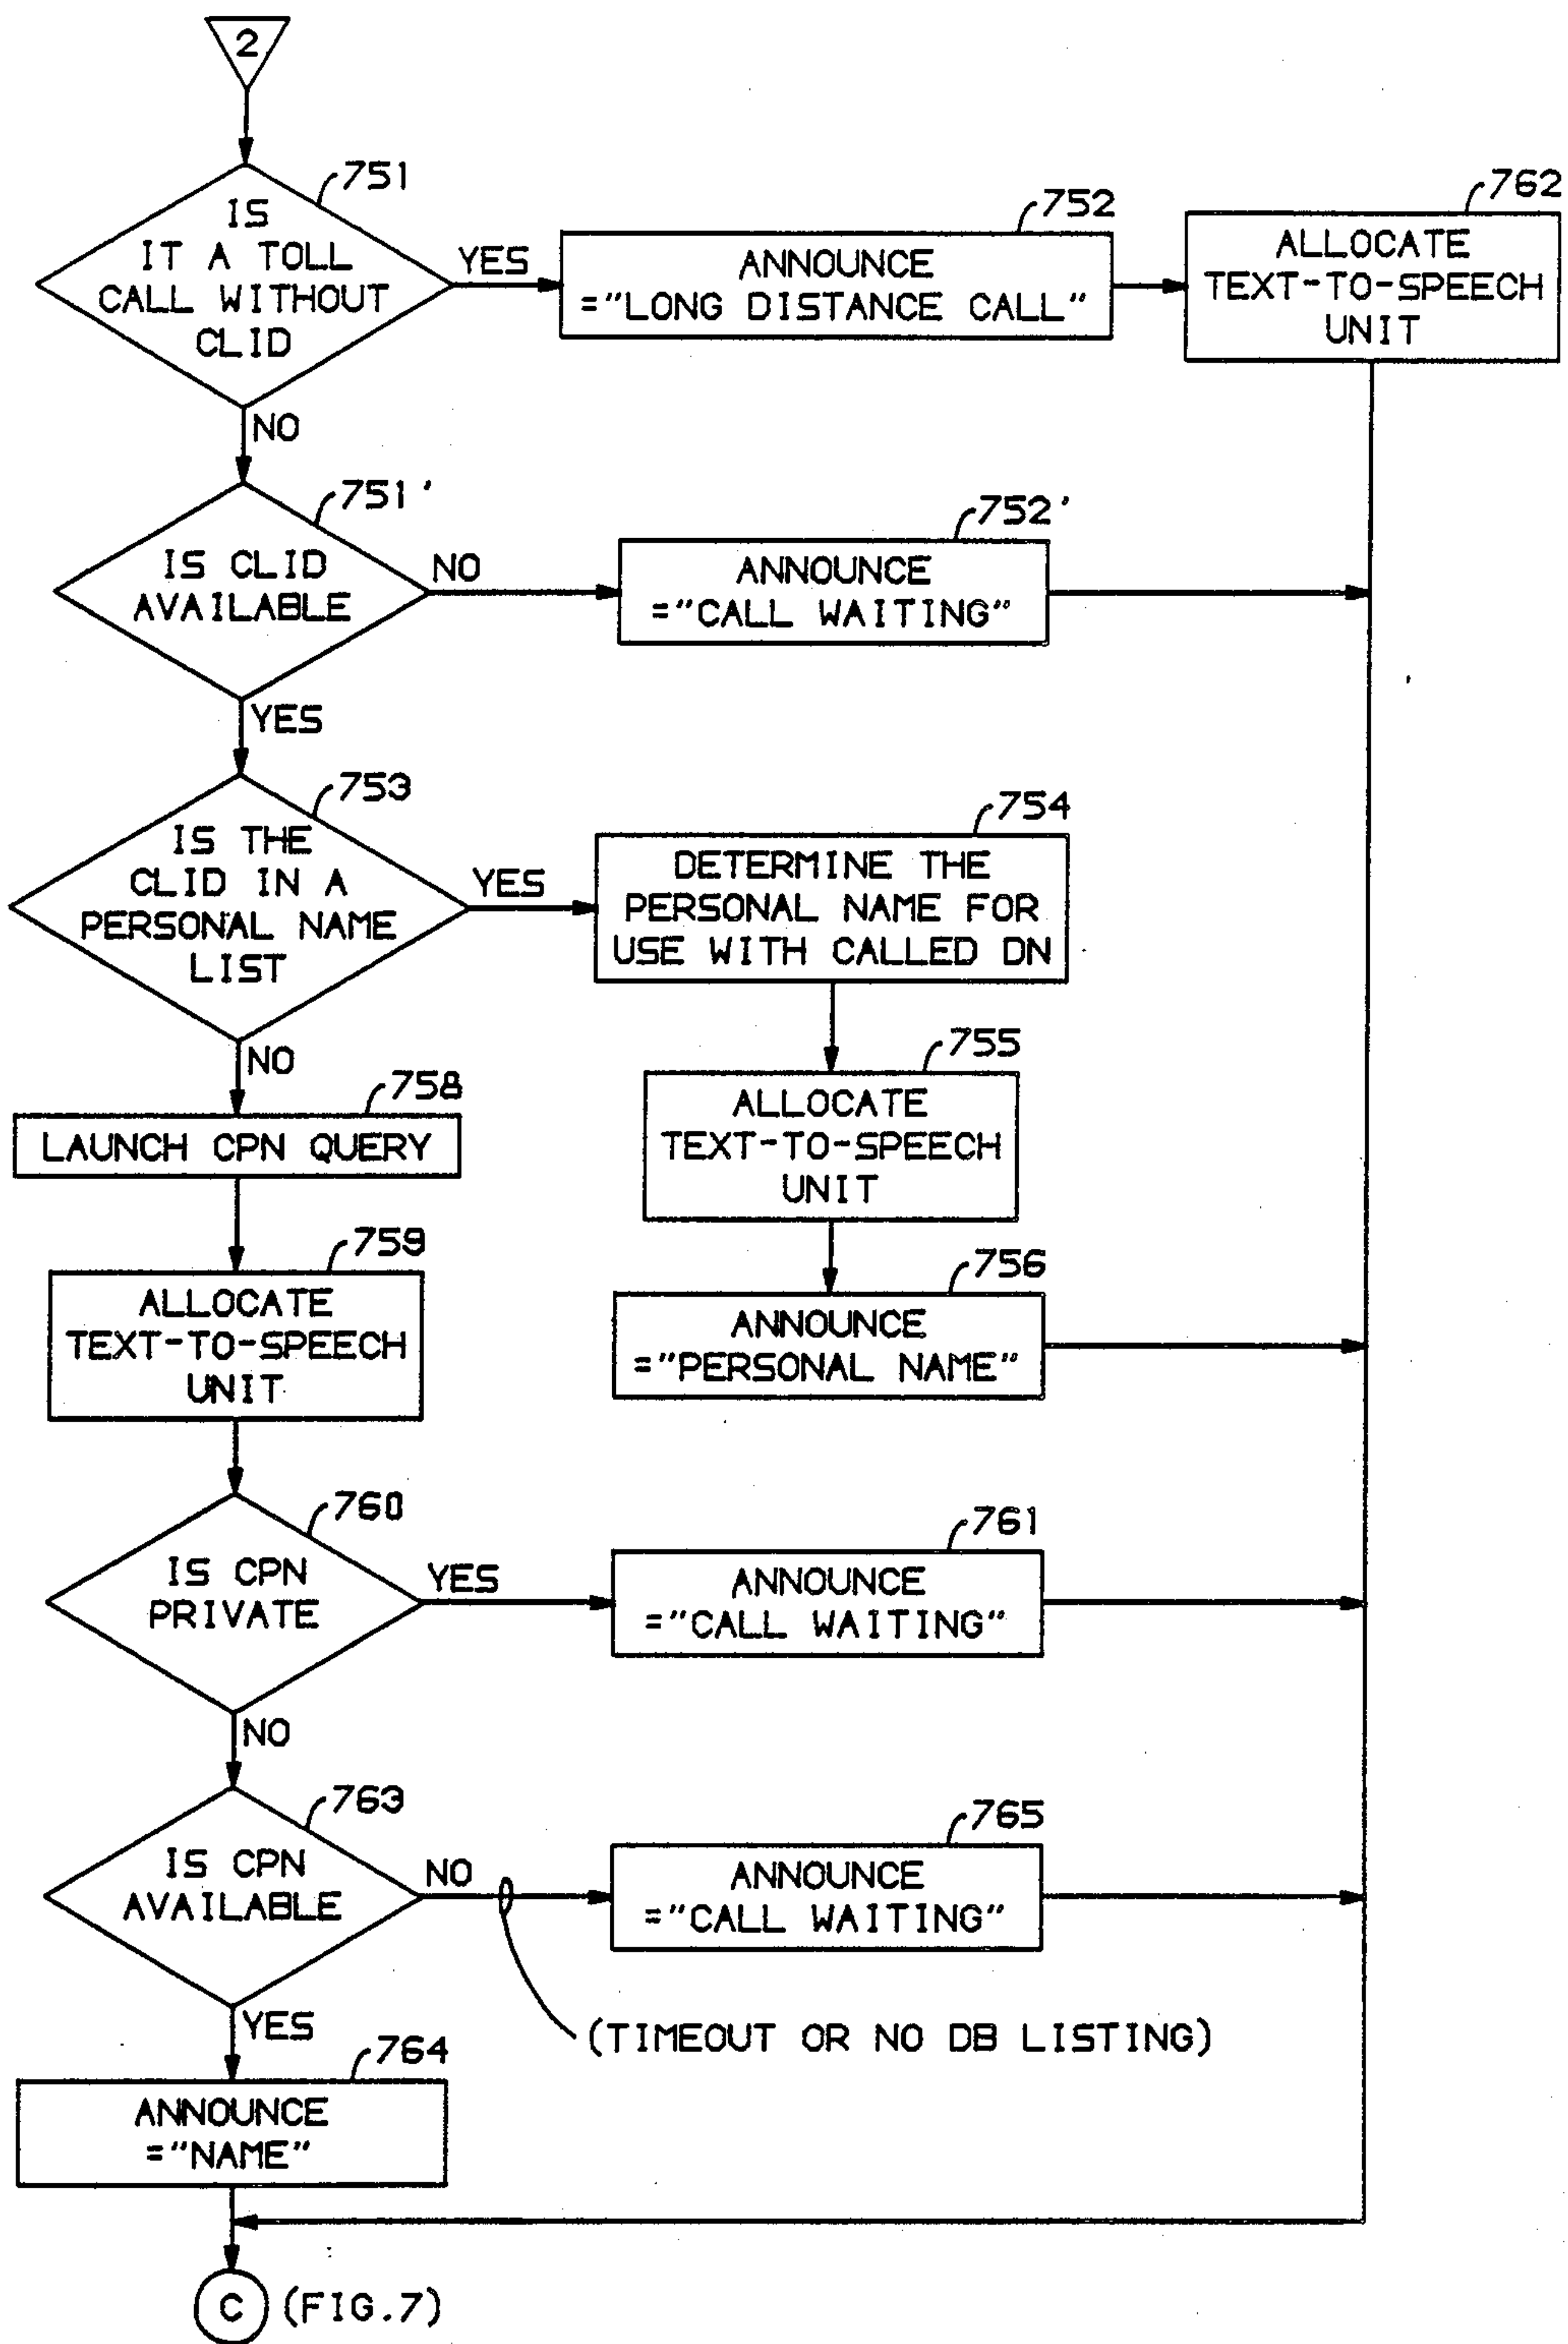 2
751
IS
IT A TOLL
CALL WITHOUT
CLID
YES
752
ANNOUNCE
="LONG DISTANCE CALL"
762
ALLOCATE
TEXT-TO-SPEECH
UNIT
NO
751'
IS CLID
AVAILABLE
NO
752'
ANNOUNCE
="CALL WAITING"
YES
753
IS THE
CLID IN A
PERSONAL NAME
LIST
YES
754
DETERMINE THE
PERSONAL NAME FOR
USE WITH CALLED DN
NO
755
ALLOCATE
TEXT-TO-SPEECH
UNIT
758
LAUNCH CPN QUERY
756
ANNOUNCE
="PERSONAL NAME"
759
ALLOCATE
TEXT-TO-SPEECH
UNIT
760
IS CPN
PRIVATE
YES
761
ANNOUNCE
="CALL WAITING"
NO
763
IS CPN
AVAILABLE
NO
765
ANNOUNCE
="CALL WAITING"
(TIMEOUT OR NO DB LISTING)
YES
764
ANNOUNCE
="NAME"
C (FIG.7)